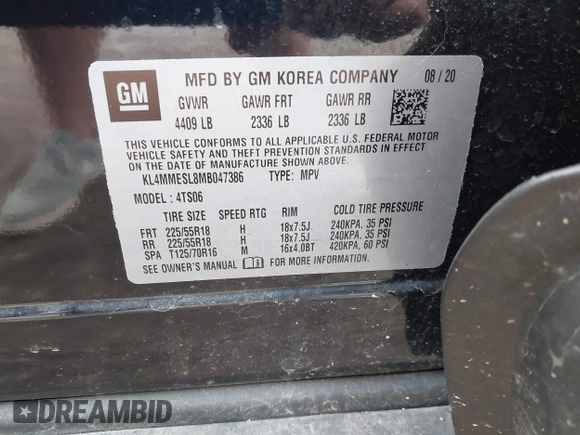 GM
MFD BY GM KOREA COMPANY 08/20
GVWR GAWR FRT GAWR RR
4409 LB 2336 LB 2336 LB
THIS VEHICLE CONFORMS TO ALL APPLICABLE U.S. FEDERAL MOTOR
VEHICLE SAFETY AND THEFT PREVENTION STANDARDS IN EFFECT
ON THE DATE OF MANUFACTURE SHOWN ABOVE.
KL4MMESL8MB047386 TYPE: MPV
MODEL: 4TS06
TIRE SIZE SPEED RTG RIM COLD TIRE PRESSURE
FRT 225/55R18 H 18x7.5J 240KPA, 35 PSI
RR 225/55R18 H 18x7.5J 240KPA, 35 PSI
SPA T125/70R16 M 16x4.0BT 420KPA, 60 PSI
SEE OWNER'S MANUAL FOR MORE INFORMATION.
DREAMBID